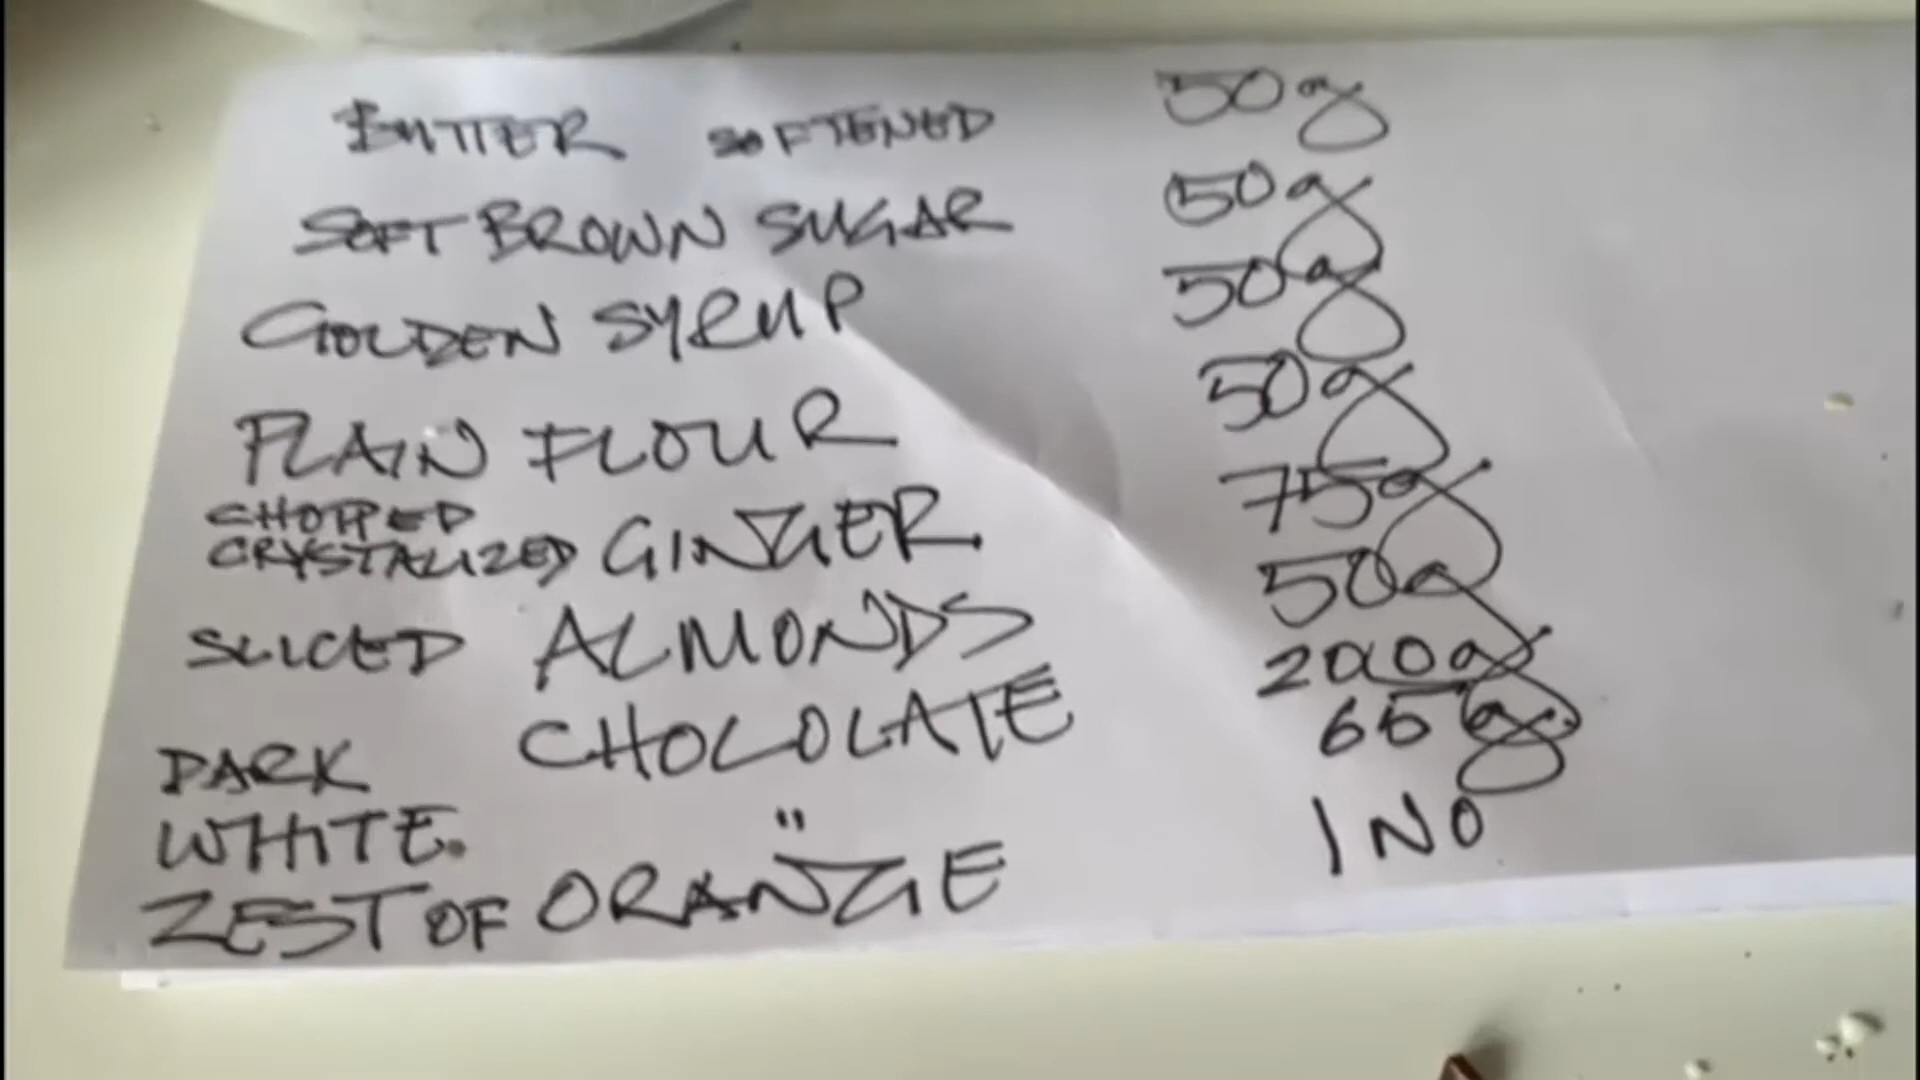 BUTTER SOFTENED 50g
SOFT BROWN SUGAR 50g
GOLDEN SYRUP 50g
PLAIN FLOUR 50g
CHOPPED
CRYSTALIZED GINGER. 75g
SLICED ALMONDS 50g
DARK CHOCOLATE 200g
WHITE. " 65g
ZEST OF ORANGE 1 NO